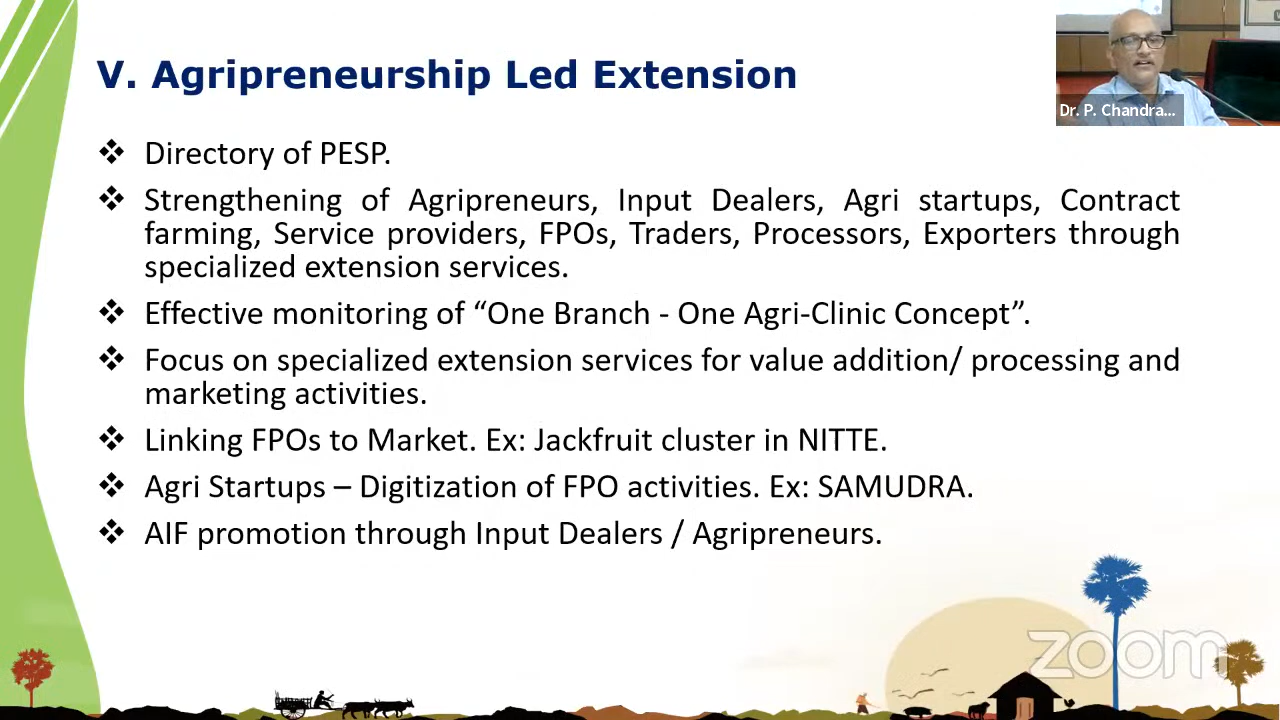 V. Agripreneurship Led Extension
Dr. P. Chandra...
❖ Directory of PESP.
❖ Strengthening of Agripreneurs, Input Dealers, Agri startups, Contract
farming, Service providers, FPOs, Traders, Processors, Exporters through
specialized extension services.
❖ Effective monitoring of “One Branch - One Agri-Clinic Concept”.
❖ Focus on specialized extension services for value addition/ processing and
marketing activities.
❖ Linking FPOs to Market. Ex: Jackfruit cluster in NITTE.
❖ Agri Startups – Digitization of FPO activities. Ex: SAMUDRA.
❖ AIF promotion through Input Dealers / Agripreneurs.
zoom